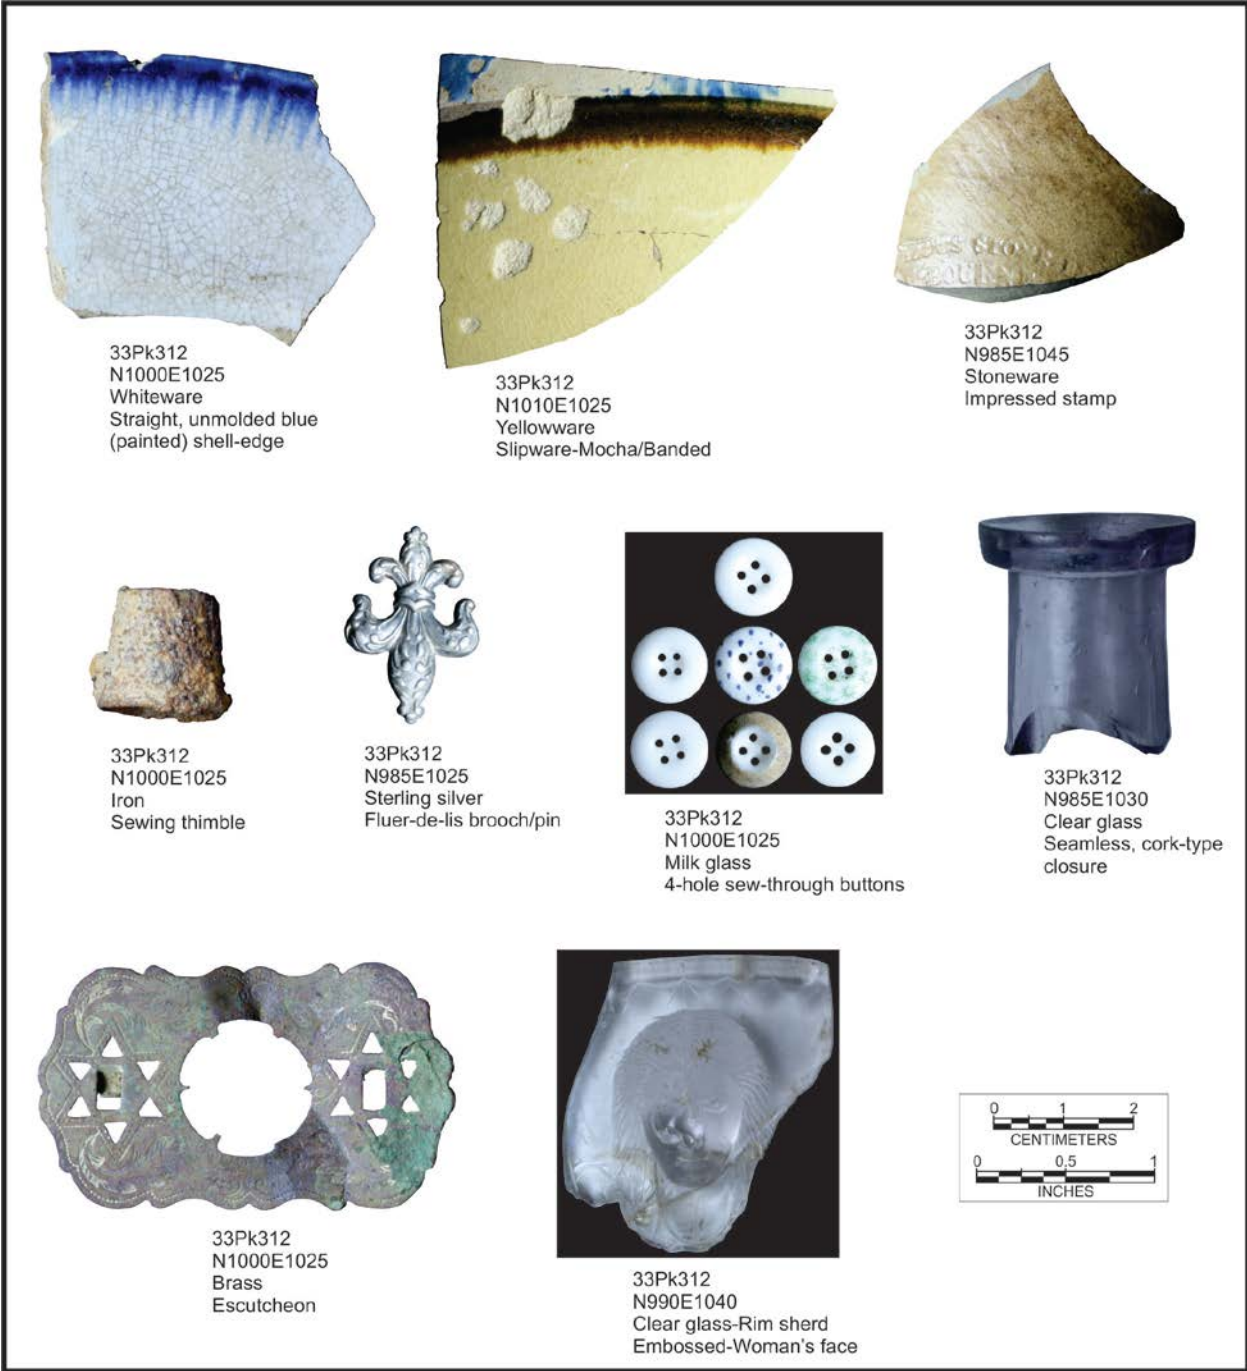 33Pk312
N1000E1025
Whiteware
Straight, unmolded blue
(painted) shell-edge
33Pk312
N1010E1025
Yellowware
Slipware-Mocha/Banded
33Pk312
N985E1045
Stoneware
Impressed stamp
33Pk312
N1000E1025
Iron
Sewing thimble
33Pk312
N985E1025
Sterling silver
Fluer-de-lis brooch/pin
33Pk312
N1000E1025
Milk glass
4-hole sew-through buttons
33Pk312
N985E1030
Clear glass
Seamless, cork-type
closure
33Pk312
N1000E1025
Brass
Escutcheon
33Pk312
N990E1040
Clear glass-Rim sherd
Embossed-Woman's face
0 1 2
CENTIMETERS
0 0.5 1
INCHES